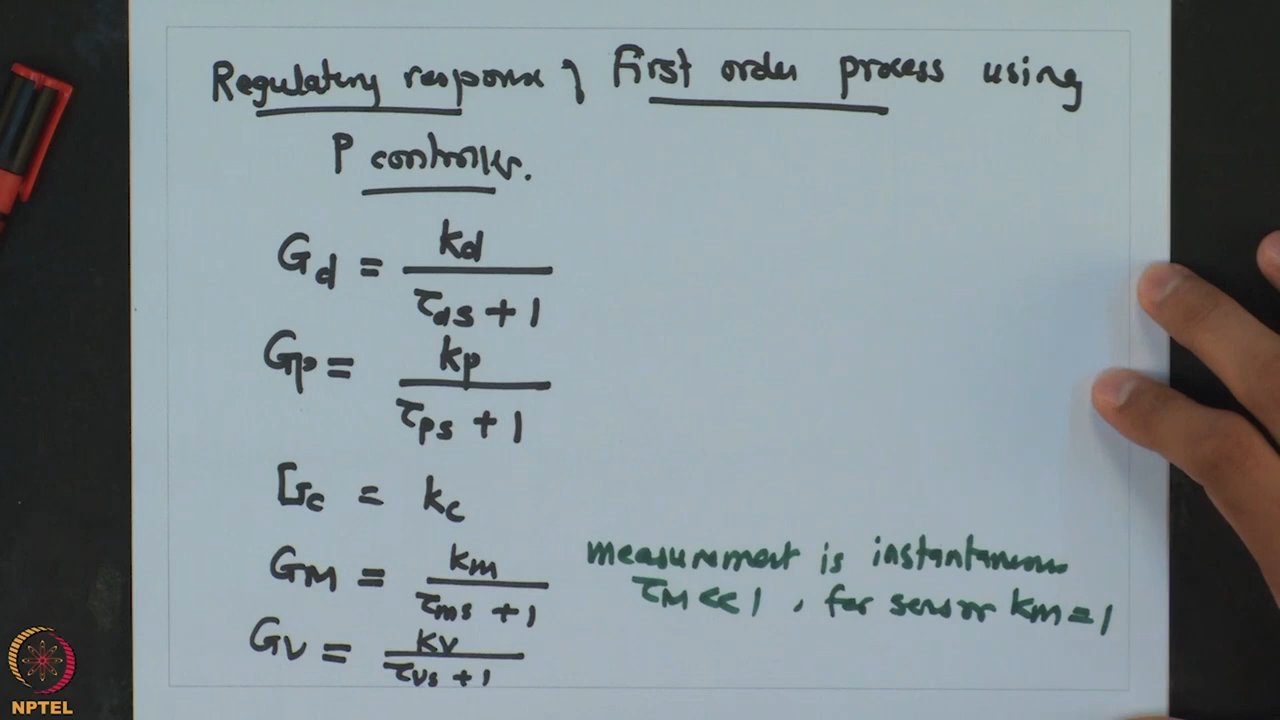 Regulatory response of First order process using
P controller.
Gd = kd / τds + 1
Gp = kp / τps + 1
Gc = kc
GM = km / τms + 1
measurement is instantaneous
τM << 1, for sensor km = 1
Gv = kv / τvs + 1
NPTEL